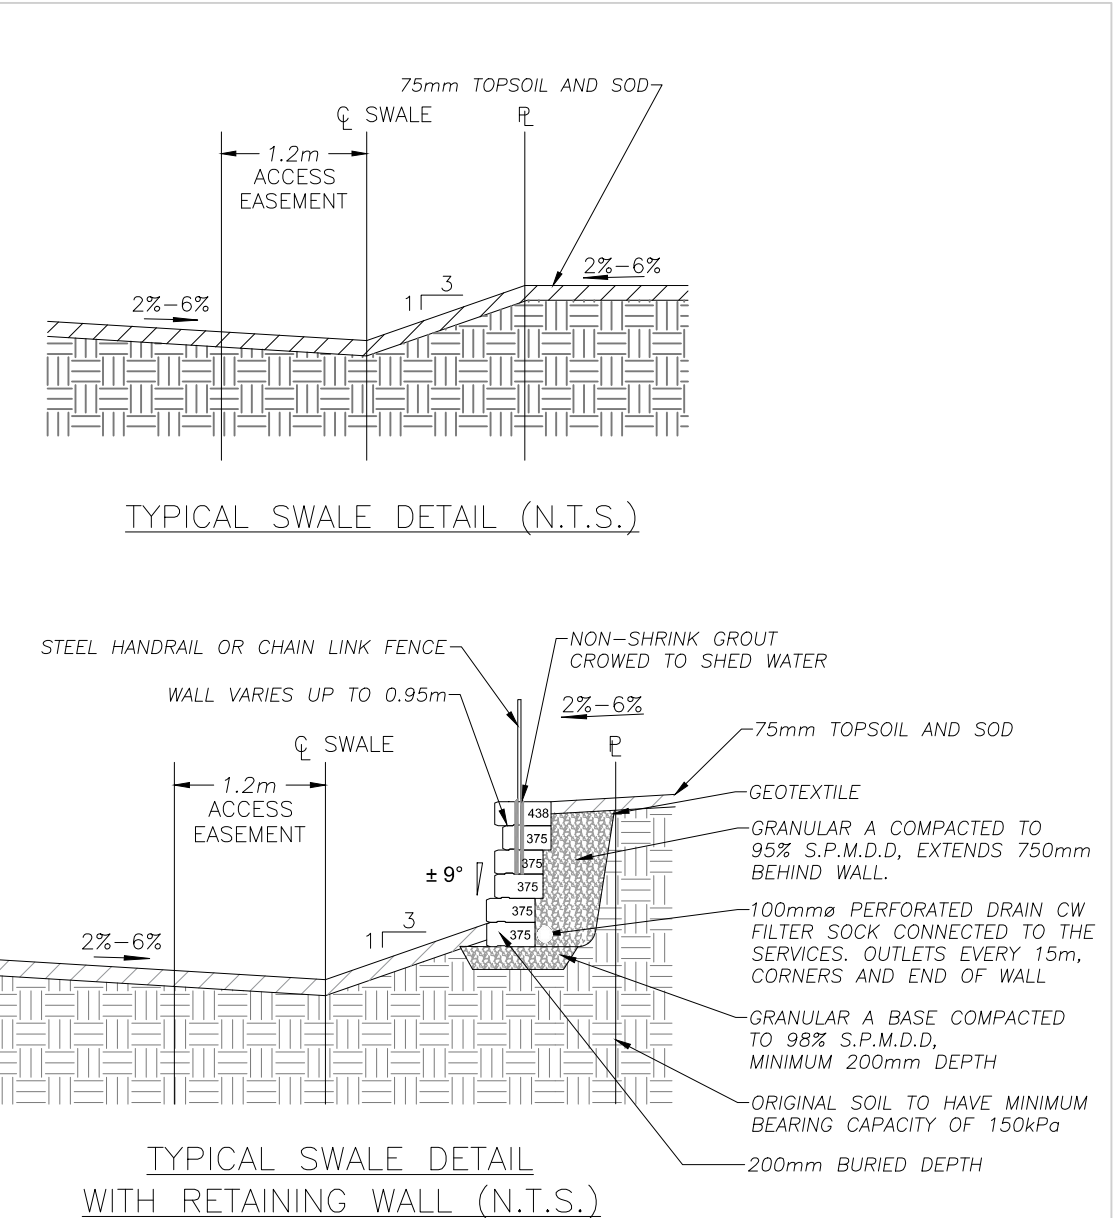 75mm TOPSOIL AND SOD
℄ SWALE
PL
1.2m
ACCESS
EASEMENT
2%-6%
3
1
2%-6%
TYPICAL SWALE DETAIL (N.T.S.)
STEEL HANDRAIL OR CHAIN LINK FENCE
NON-SHRINK GROUT
CROWED TO SHED WATER
WALL VARIES UP TO 0.95m
2%-6%
℄ SWALE
PL
75mm TOPSOIL AND SOD
1.2m
ACCESS
EASEMENT
GEOTEXTILE
438
375
375
375
375
375
± 9°
GRANULAR A COMPACTED TO
95% S.P.M.D.D, EXTENDS 750mm
BEHIND WALL.
100mmø PERFORATED DRAIN CW
FILTER SOCK CONNECTED TO THE
SERVICES. OUTLETS EVERY 15m,
CORNERS AND END OF WALL
3
1
2%-6%
GRANULAR A BASE COMPACTED
TO 98% S.P.M.D.D,
MINIMUM 200mm DEPTH
ORIGINAL SOIL TO HAVE MINIMUM
BEARING CAPACITY OF 150kPa
200mm BURIED DEPTH
TYPICAL SWALE DETAIL
WITH RETAINING WALL (N.T.S.)